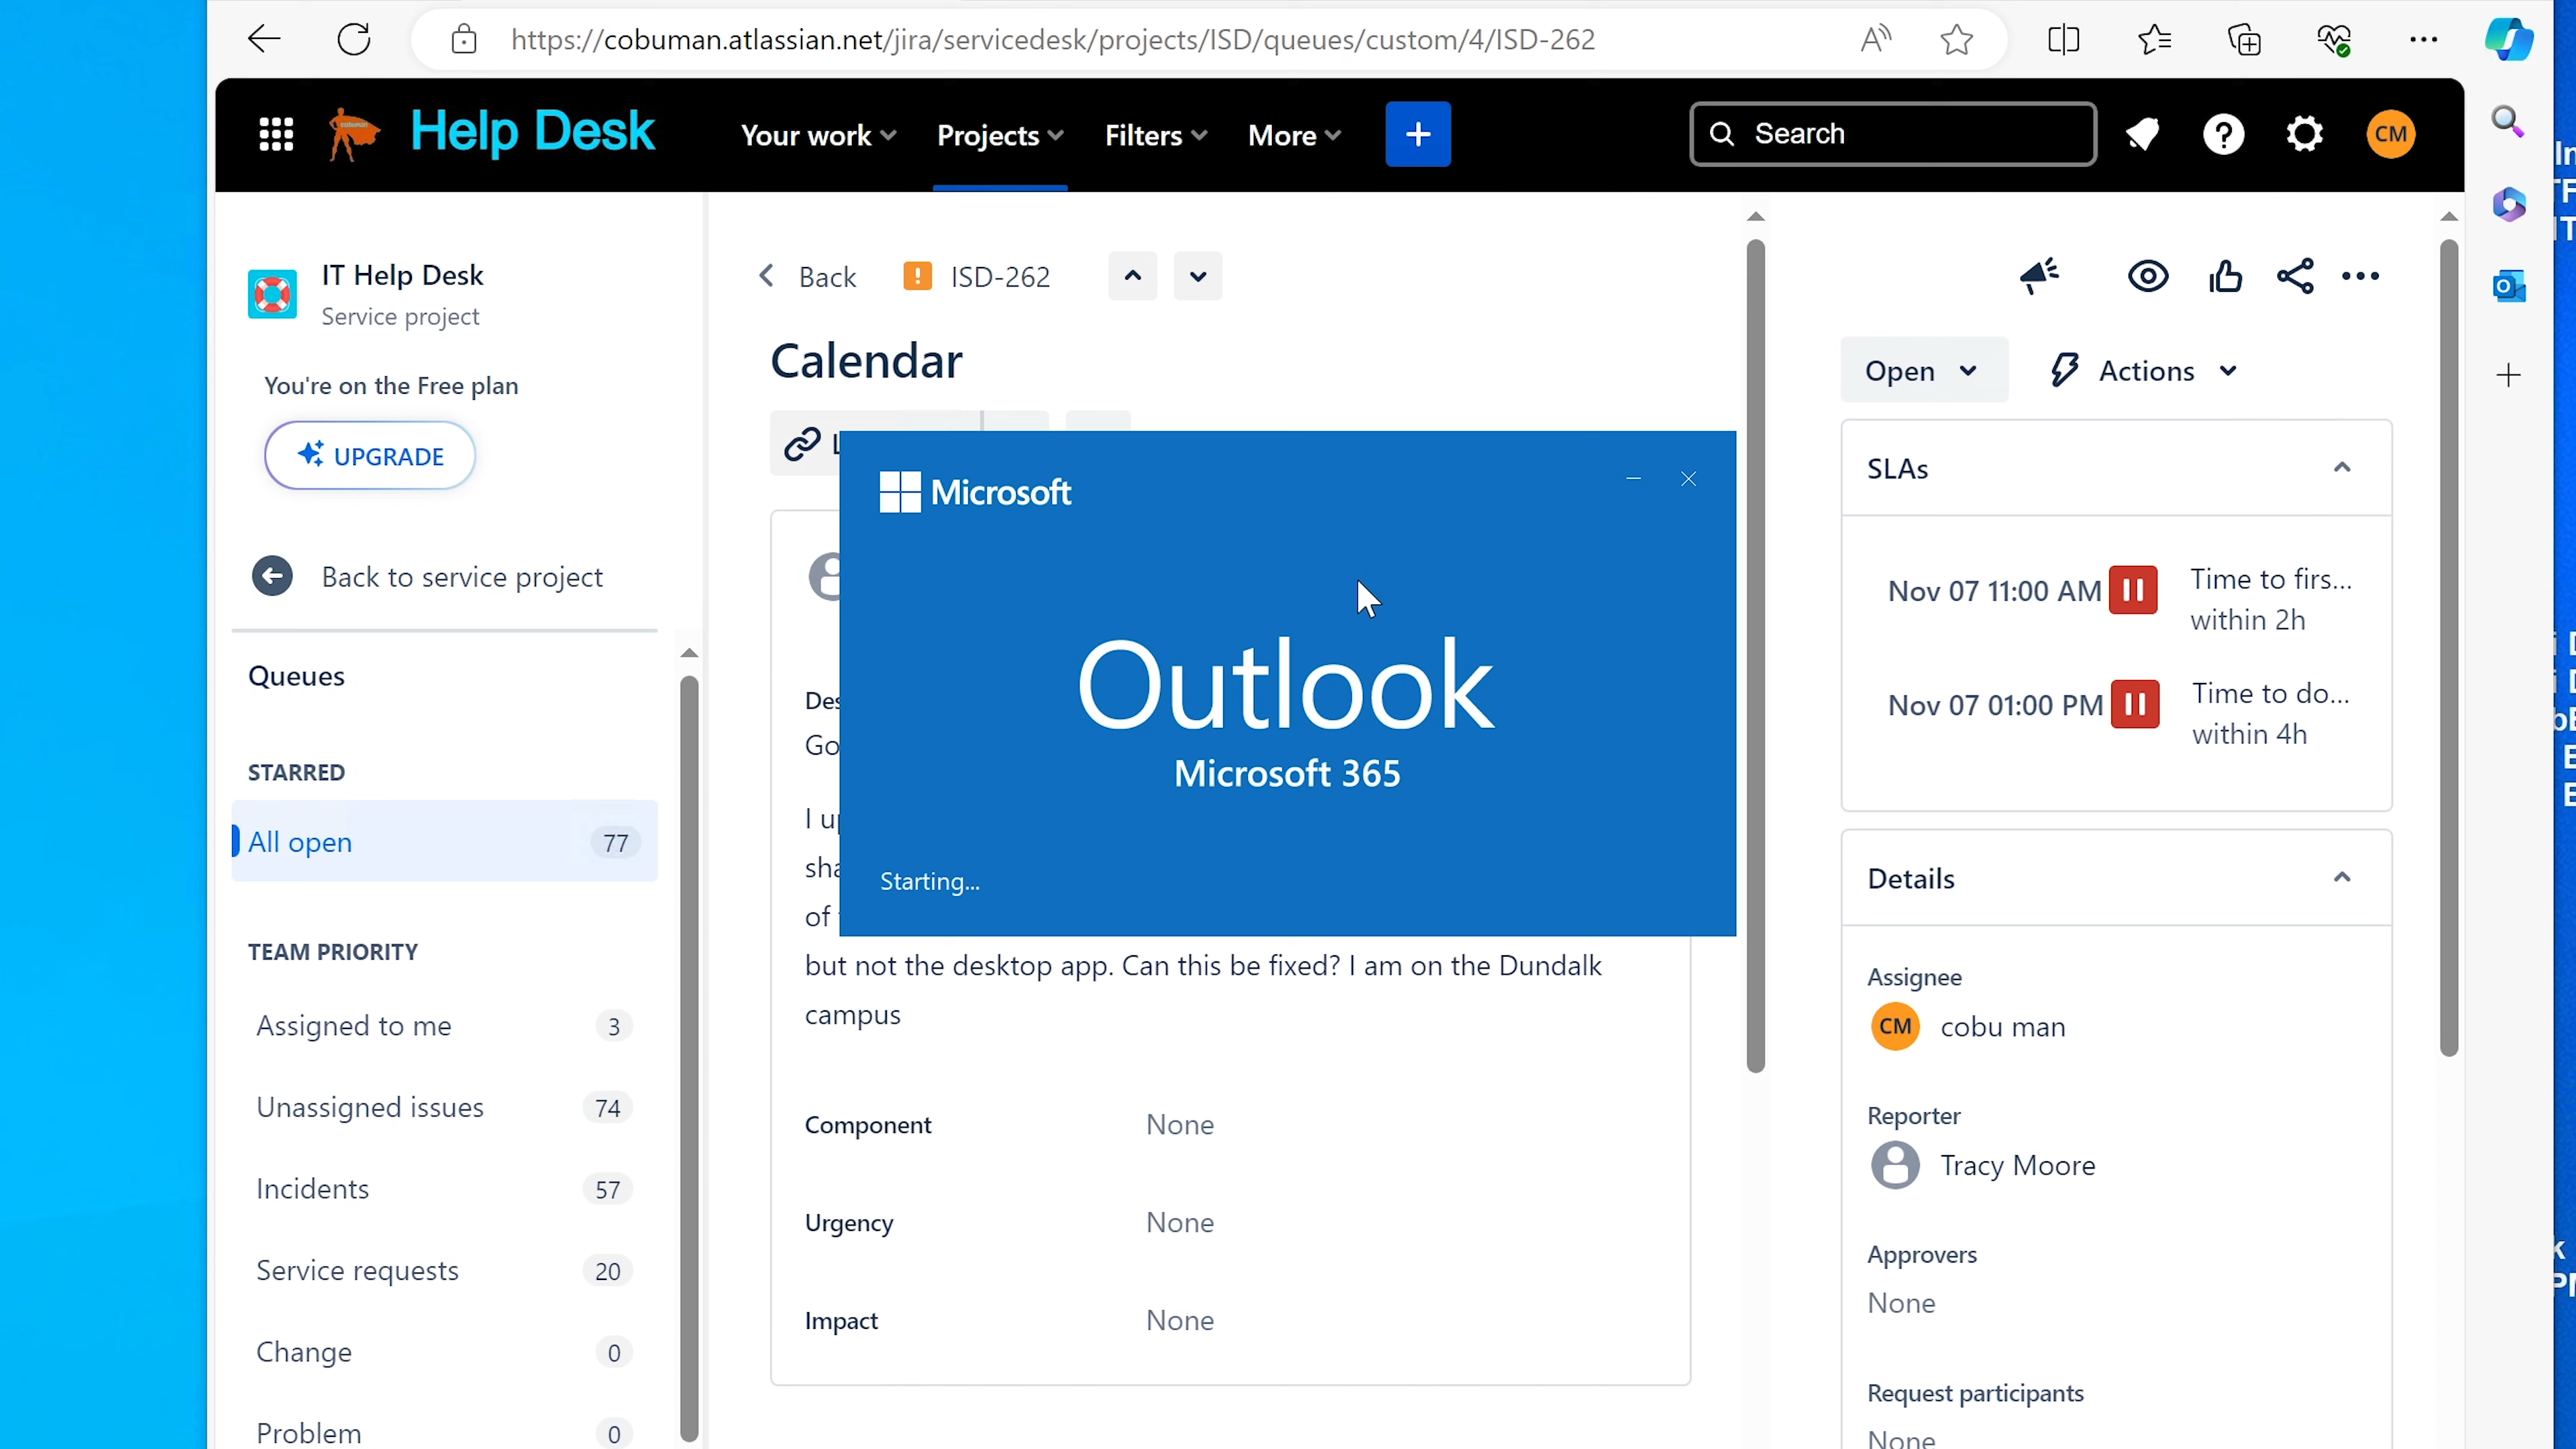 https://cobuman.atlassian.net/jira/servicedesk/projects/ISD/queues/custom/4/ISD-262
cobuman
Help Desk
Your work
Projects
Filters
More
+
Search
CM
IT Help Desk
Service project
You're on the Free plan
UPGRADE
Back to service project
Queues
STARRED
All open 77
TEAM PRIORITY
Assigned to me 3
Unassigned issues 74
Incidents 57
Service requests 20
Change 0
Problem 0
Back
ISD-262
Calendar
Microsoft
Outlook
Microsoft 365
Starting...
of
but not the desktop app. Can this be fixed? I am on the Dundalk
campus
Component None
Urgency None
Impact None
Open
Actions
SLAs
Nov 07 11:00 AM Time to firs...
within 2h
Nov 07 01:00 PM Time to do...
within 4h
Details
Assignee
CM cobu man
Reporter
Tracy Moore
Approvers
None
Request participants
None